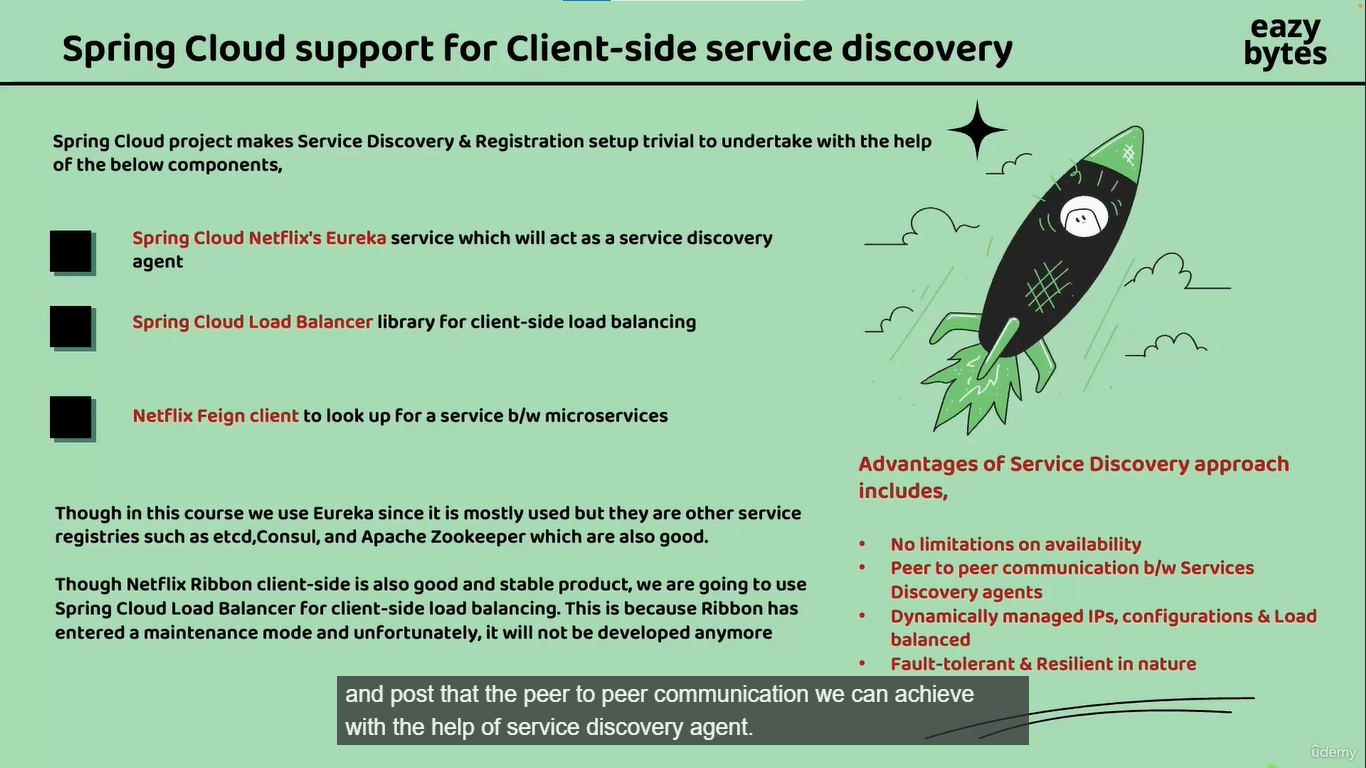 Spring Cloud support for Client-side service discovery
eazy
bytes
Spring Cloud project makes Service Discovery & Registration setup trivial to undertake with the help
of the below components,
Spring Cloud Netflix's Eureka service which will act as a service discovery
agent
Spring Cloud Load Balancer library for client-side load balancing
Netflix Feign client to look up for a service b/w microservices
Though in this course we use Eureka since it is mostly used but they are other service
registries such as etcd,Consul, and Apache Zookeeper which are also good.
Though Netflix Ribbon client-side is also good and stable product, we are going to use
Spring Cloud Load Balancer for client-side load balancing. This is because Ribbon has
entered a maintenance mode and unfortunately, it will not be developed anymore
Advantages of Service Discovery approach
includes,
• No limitations on availability
• Peer to peer communication b/w Services
Discovery agents
• Dynamically managed IPs, configurations & Load
balanced
• Fault-tolerant & Resilient in nature
and post that the peer to peer communication we can achieve
with the help of service discovery agent.
ûdemy